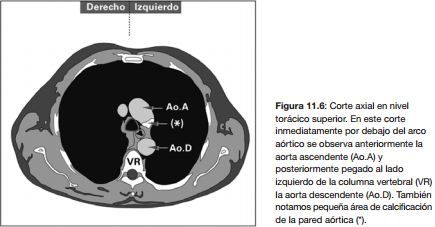 Derecho Izquierdo
Ao.A
(*)
Ao.D
VR
Figura 11.6: Corte axial en nivel
torácico superior. En este corte
inmediatamente por debajo del arco
aórtico se observa anteriormente la
aorta ascendente (Ao.A) y
posteriormente pegado al lado
izquierdo de la columna vertebral (VR)
la aorta descendente (Ao.D). También
notamos pequeña área de calcificación
de la pared aórtica (*).